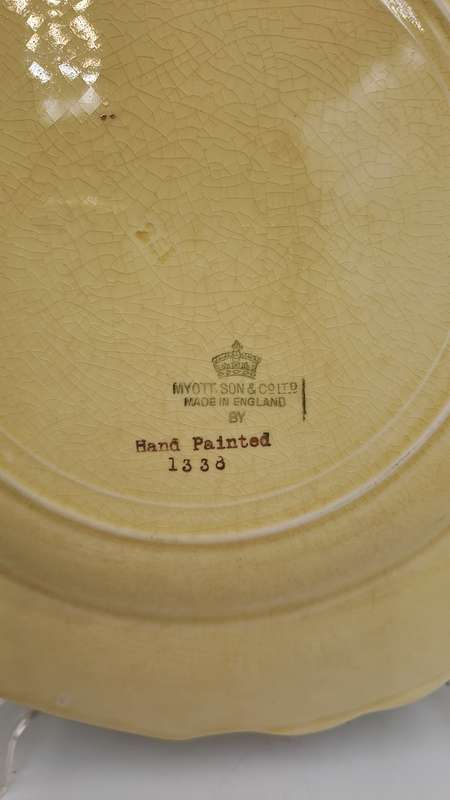 MYOTT, SON & CO LTD
MADE IN ENGLAND
BY
Hand Painted
1338